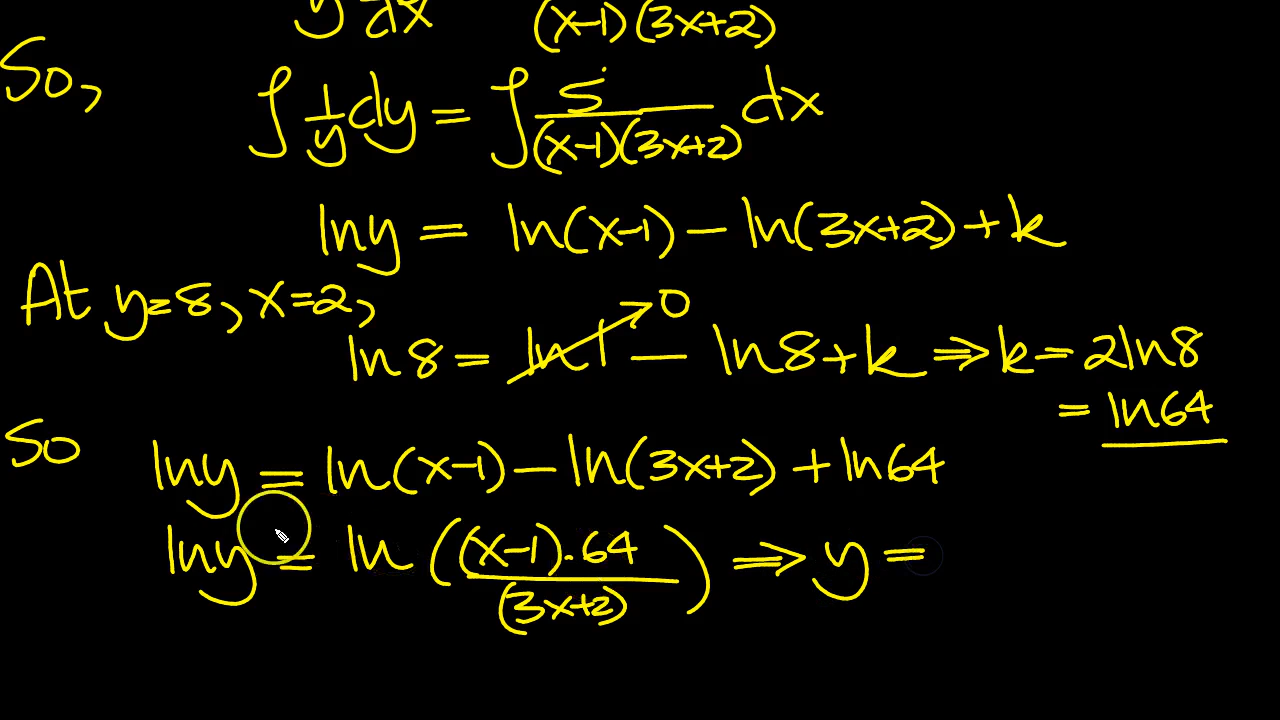 y dx (x-1)(3x+2)
So,
∫ 1/y dy = ∫ 5/((x-1)(3x+2)) dx
ln y = ln(x-1) - ln(3x+2) + k
At y=8, x=2,
ln 8 = ln 1 → 0 - ln 8 + k ⇒ k = 2 ln 8
= ln 64
So ln y = ln(x-1) - ln(3x+2) + ln 64
ln y = ln ((x-1).64/(3x+2)) ⇒ y =